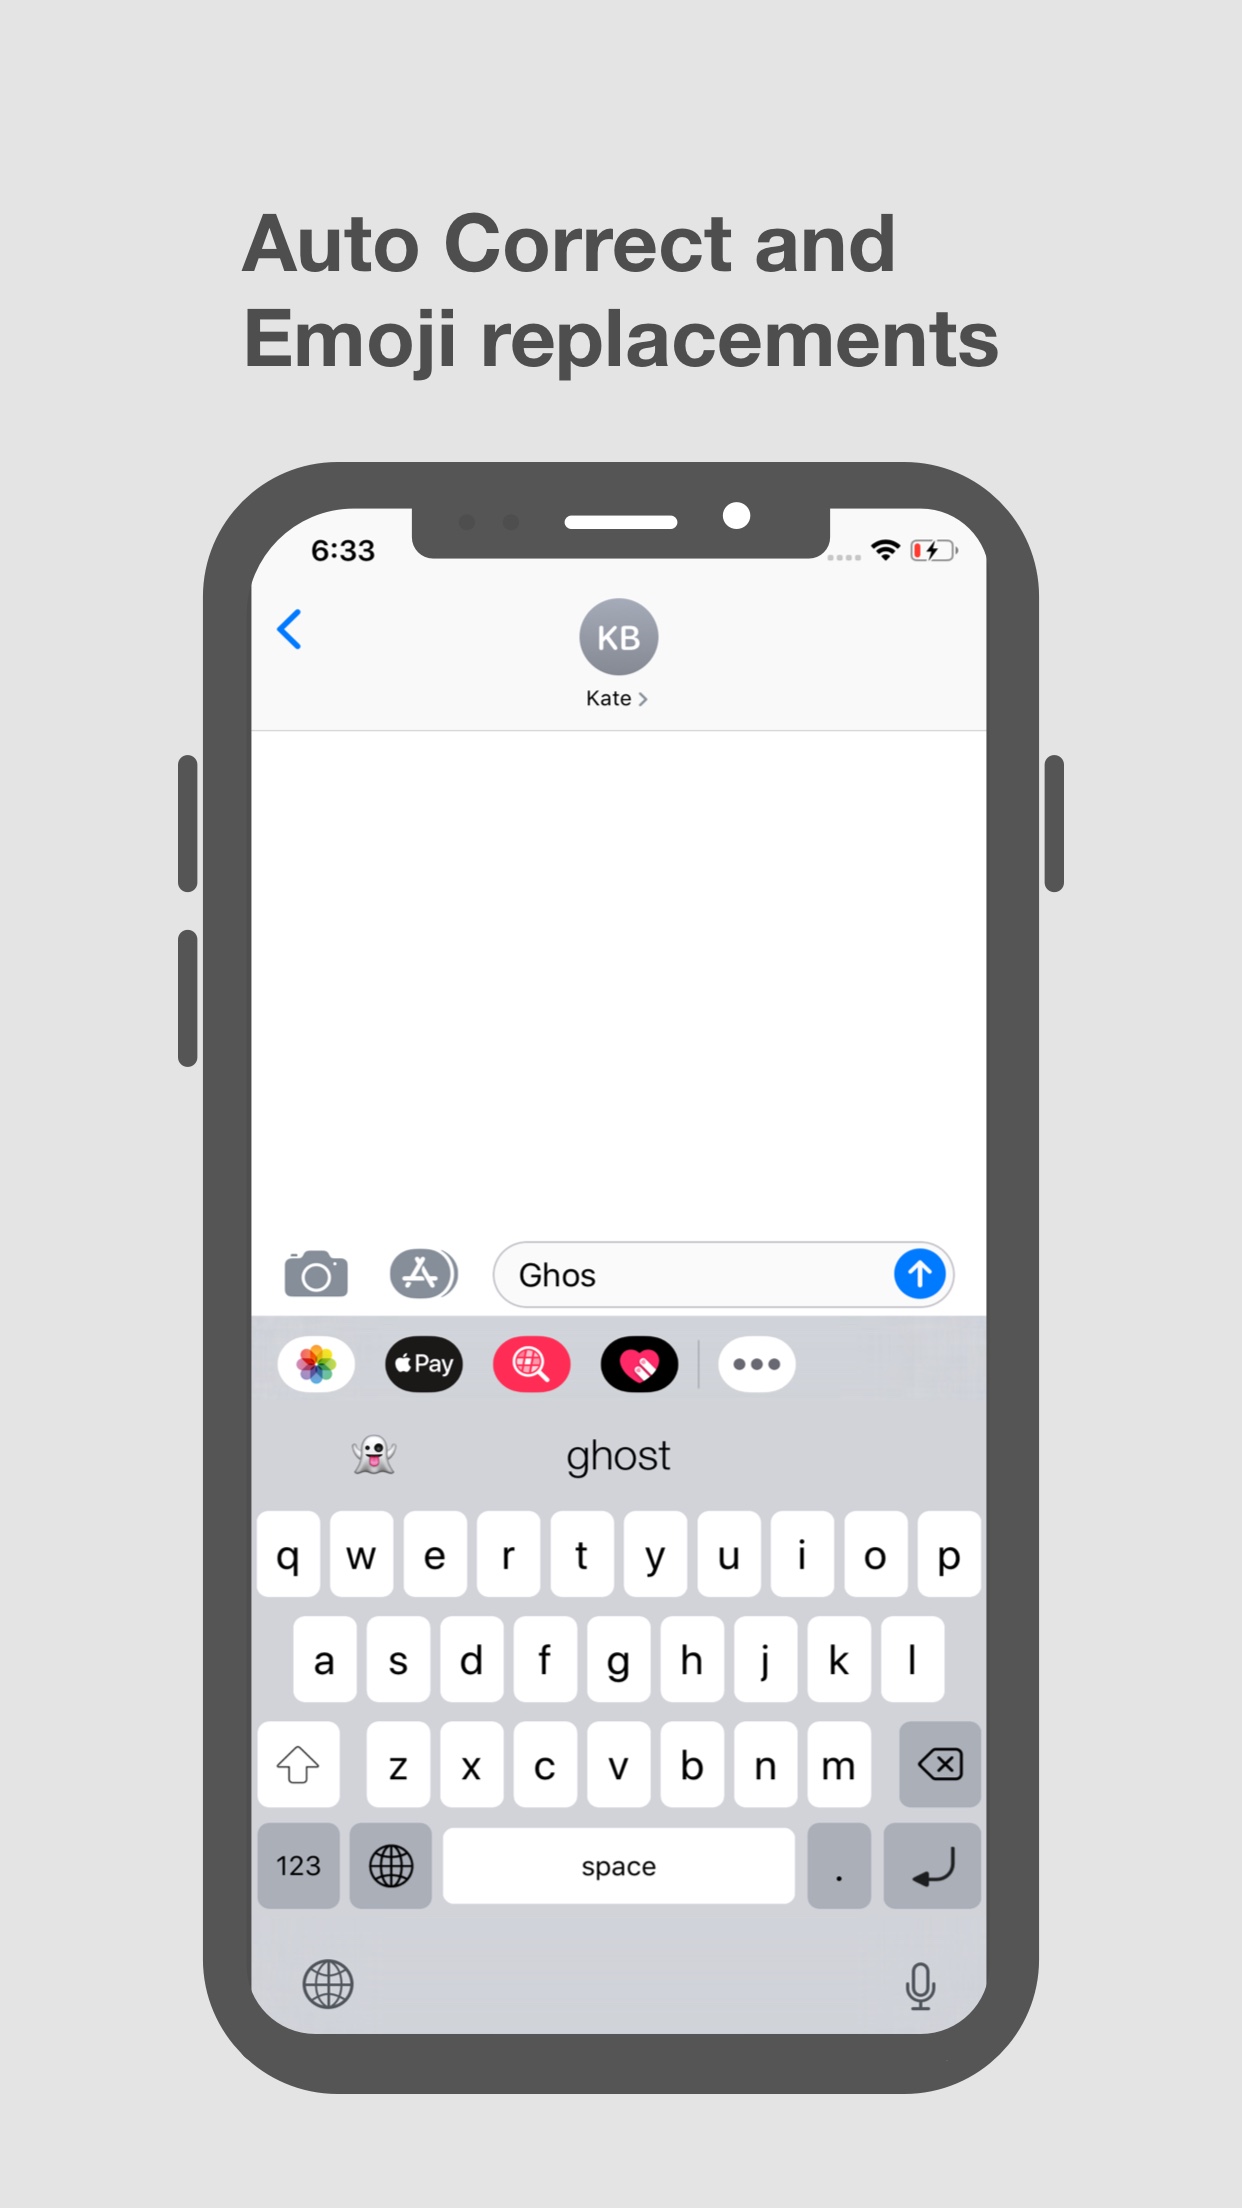 Auto Correct and
Emoji replacements
6:33
KB
Kate
Ghos
Pay
👻 ghost
q w e r t y u i o p
a s d f g h j k l
z x c v b n m
123 space .